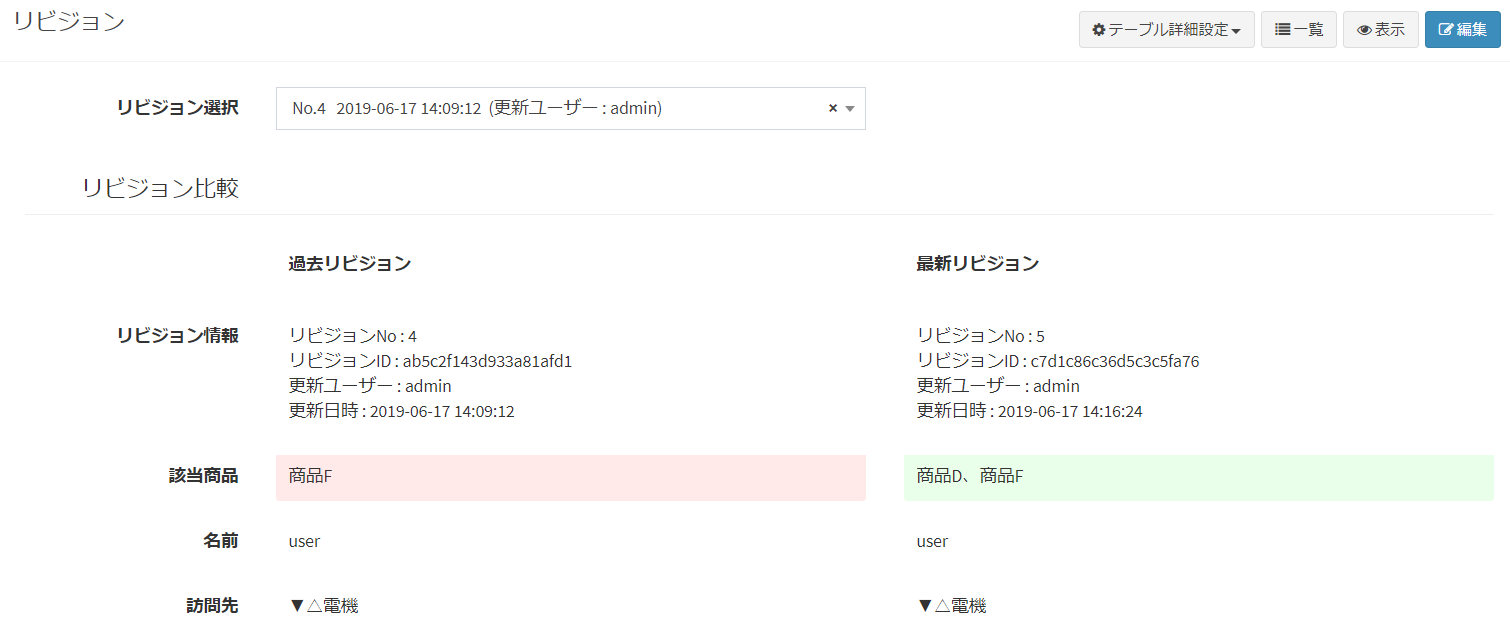 リビジョン
テーブル詳細設定
一覧
表示
編集
リビジョン選択
No.4 2019-06-17 14:09:12 (更新ユーザー : admin)
×
リビジョン比較
過去リビジョン
最新リビジョン
リビジョン情報
リビジョンNo : 4
リビジョンID : ab5c2f143d933a81afd1
更新ユーザー : admin
更新日時 : 2019-06-17 14:09:12
リビジョンNo : 5
リビジョンID : c7d1c86c36d5c3c5fa76
更新ユーザー : admin
更新日時 : 2019-06-17 14:16:24
該当商品
商品F
商品D、商品F
名前
user
user
訪問先
▼△電機
▼△電機